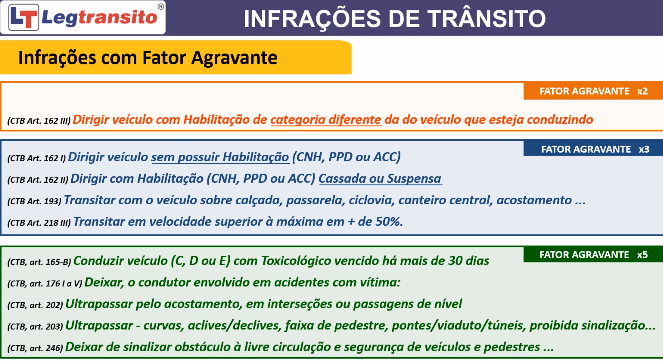 LT Legtransito®
INFRAÇÕES DE TRÂNSITO
Infrações com Fator Agravante
FATOR AGRAVANTE x2
(CTB Art. 162 III) Dirigir veículo com Habilitação de categoria diferente da do veículo que esteja conduzindo
FATOR AGRAVANTE x3
(CTB Art. 162 I) Dirigir veículo sem possuir Habilitação (CNH, PPD ou ACC)
(CTB Art. 162 II) Dirigir com Habilitação (CNH, PPD ou ACC) Cassada ou Suspensa
(CTB Art. 193) Transitar com o veículo sobre calçada, passarela, ciclovia, canteiro central, acostamento ...
(CTB Art. 218 III) Transitar em velocidade superior à máxima em + de 50%.
FATOR AGRAVANTE x5
(CTB, art. 165-B) Conduzir veículo (C, D ou E) com Toxicológico vencido há mais de 30 dias
(CTB, art. 176 I a V) Deixar, o condutor envolvido em acidentes com vítima:
(CTB, art. 202) Ultrapassar pelo acostamento, em interseções ou passagens de nível
(CTB, art. 203) Ultrapassar - curvas, aclives/declives, faixa de pedestre, pontes/viaduto/túneis, proibida sinalização...
(CTB, art. 246) Deixar de sinalizar obstáculo à livre circulação e segurança de veículos e pedestres ...